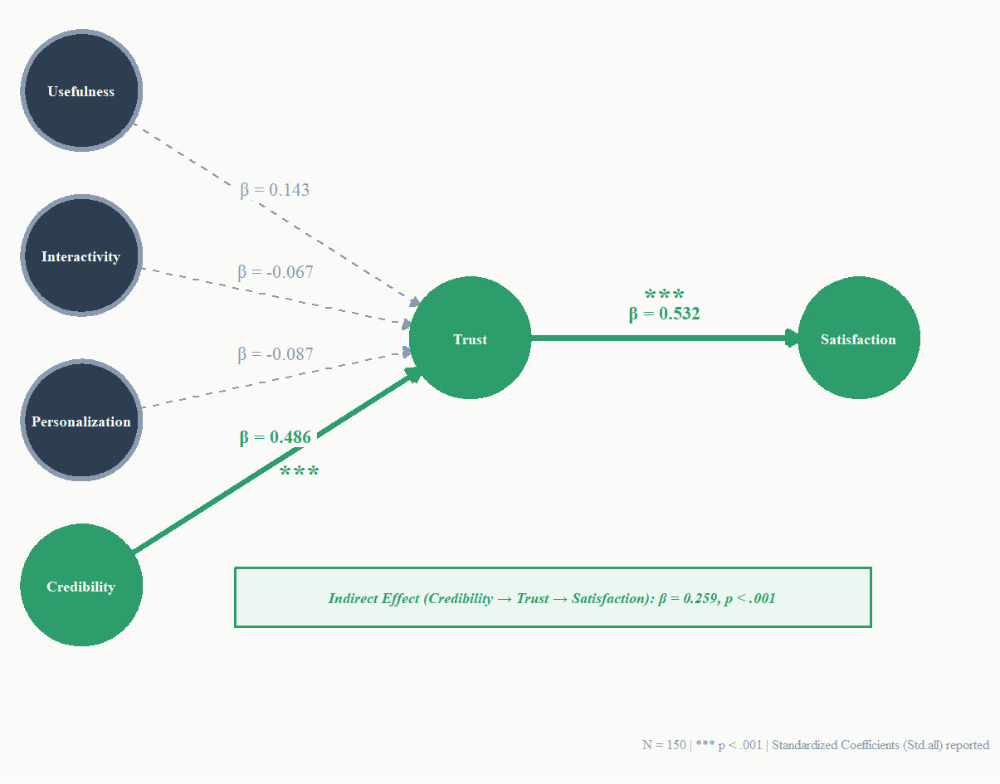 Usefulness
β = 0.143
Interactivity
β = -0.067
***
β = 0.532
Trust
Satisfaction
β = -0.087
Personalization
β = 0.486
***
Credibility
Indirect Effect (Credibility → Trust → Satisfaction): β = 0.259, p < .001
N = 150 | *** p < .001 | Standardized Coefficients (Std.all) reported